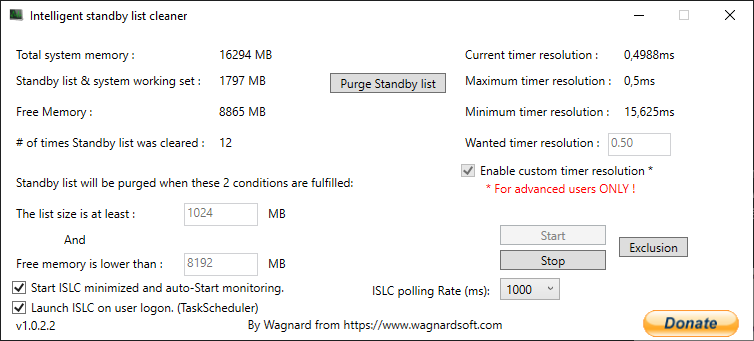 Intelligent standby list cleaner
Total system memory : 16294 MB
Standby list & system working set : 1797 MB
Free Memory : 8865 MB
# of times Standby list was cleared : 12
Purge Standby list
Current timer resolution : 0,4988ms
Maximum timer resolution : 0,5ms
Minimum timer resolution : 15,625ms
Wanted timer resolution : 0.50
Enable custom timer resolution *
* For advanced users ONLY !
Standby list will be purged when these 2 conditions are fulfilled:
The list size is at least : 1024 MB
And
Free memory is lower than : 8192 MB
Start
Stop
Exclusion
Start ISLC minimized and auto-Start monitoring.
ISLC polling Rate (ms): 1000
Launch ISLC on user logon. (TaskScheduler)
v1.0.2.2
By Wagnard from https://www.wagnardsoft.com
Donate